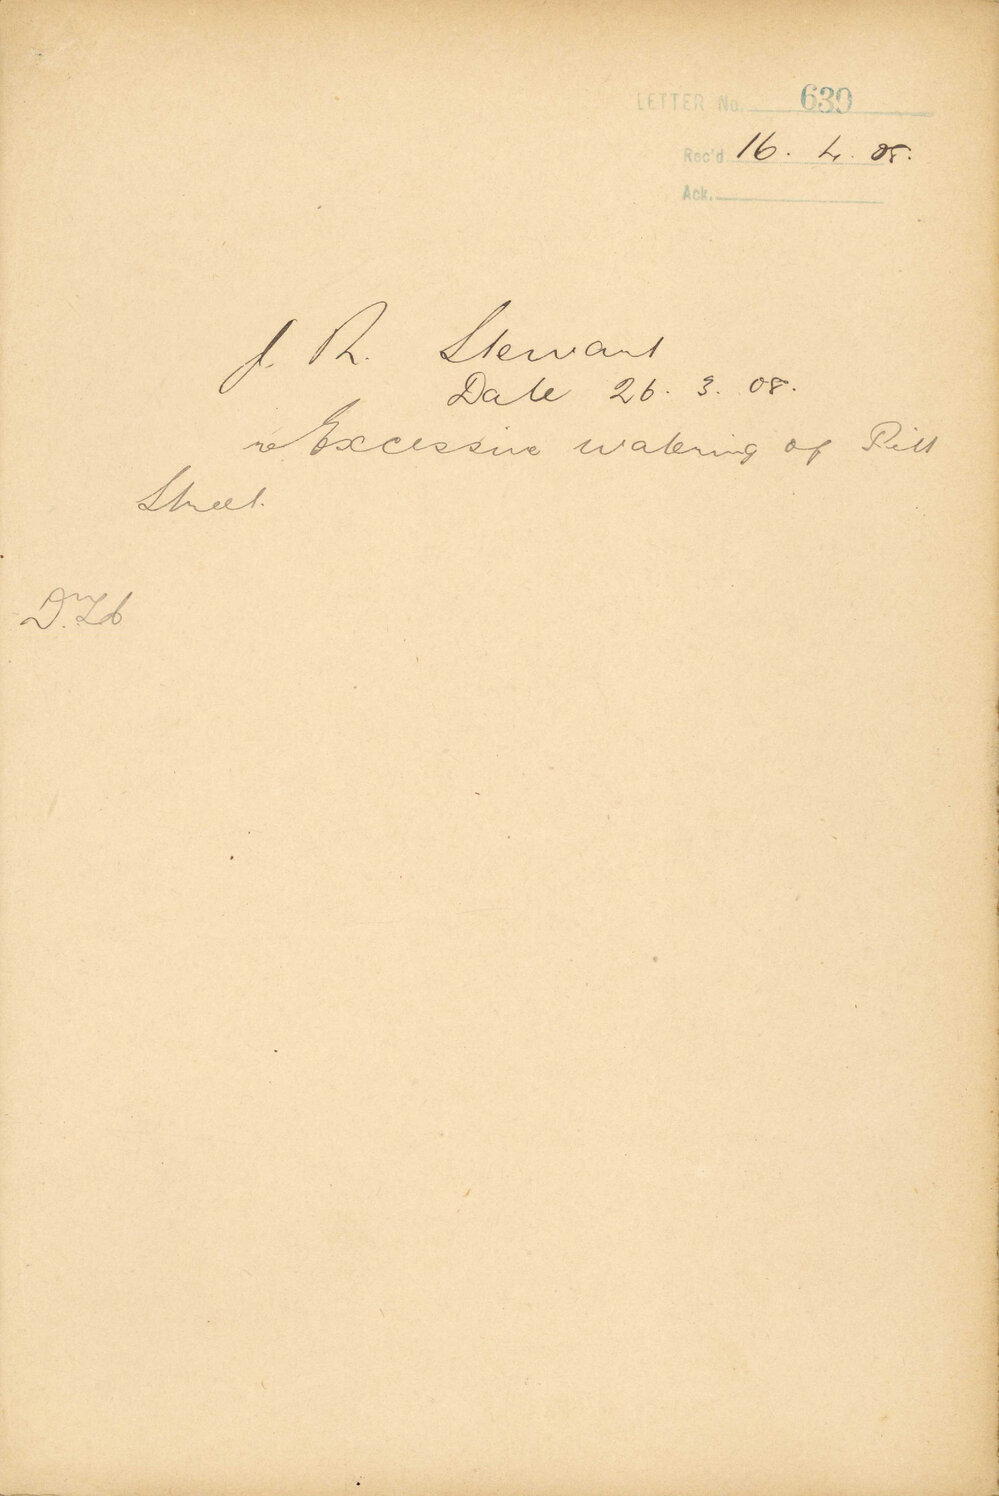 LETTER No. 639
Rec'd 16. 4. 08.
Ack.
J. R. Stewart
Date 26. 3. 08.
re Excessive watering of Pitt
Street.